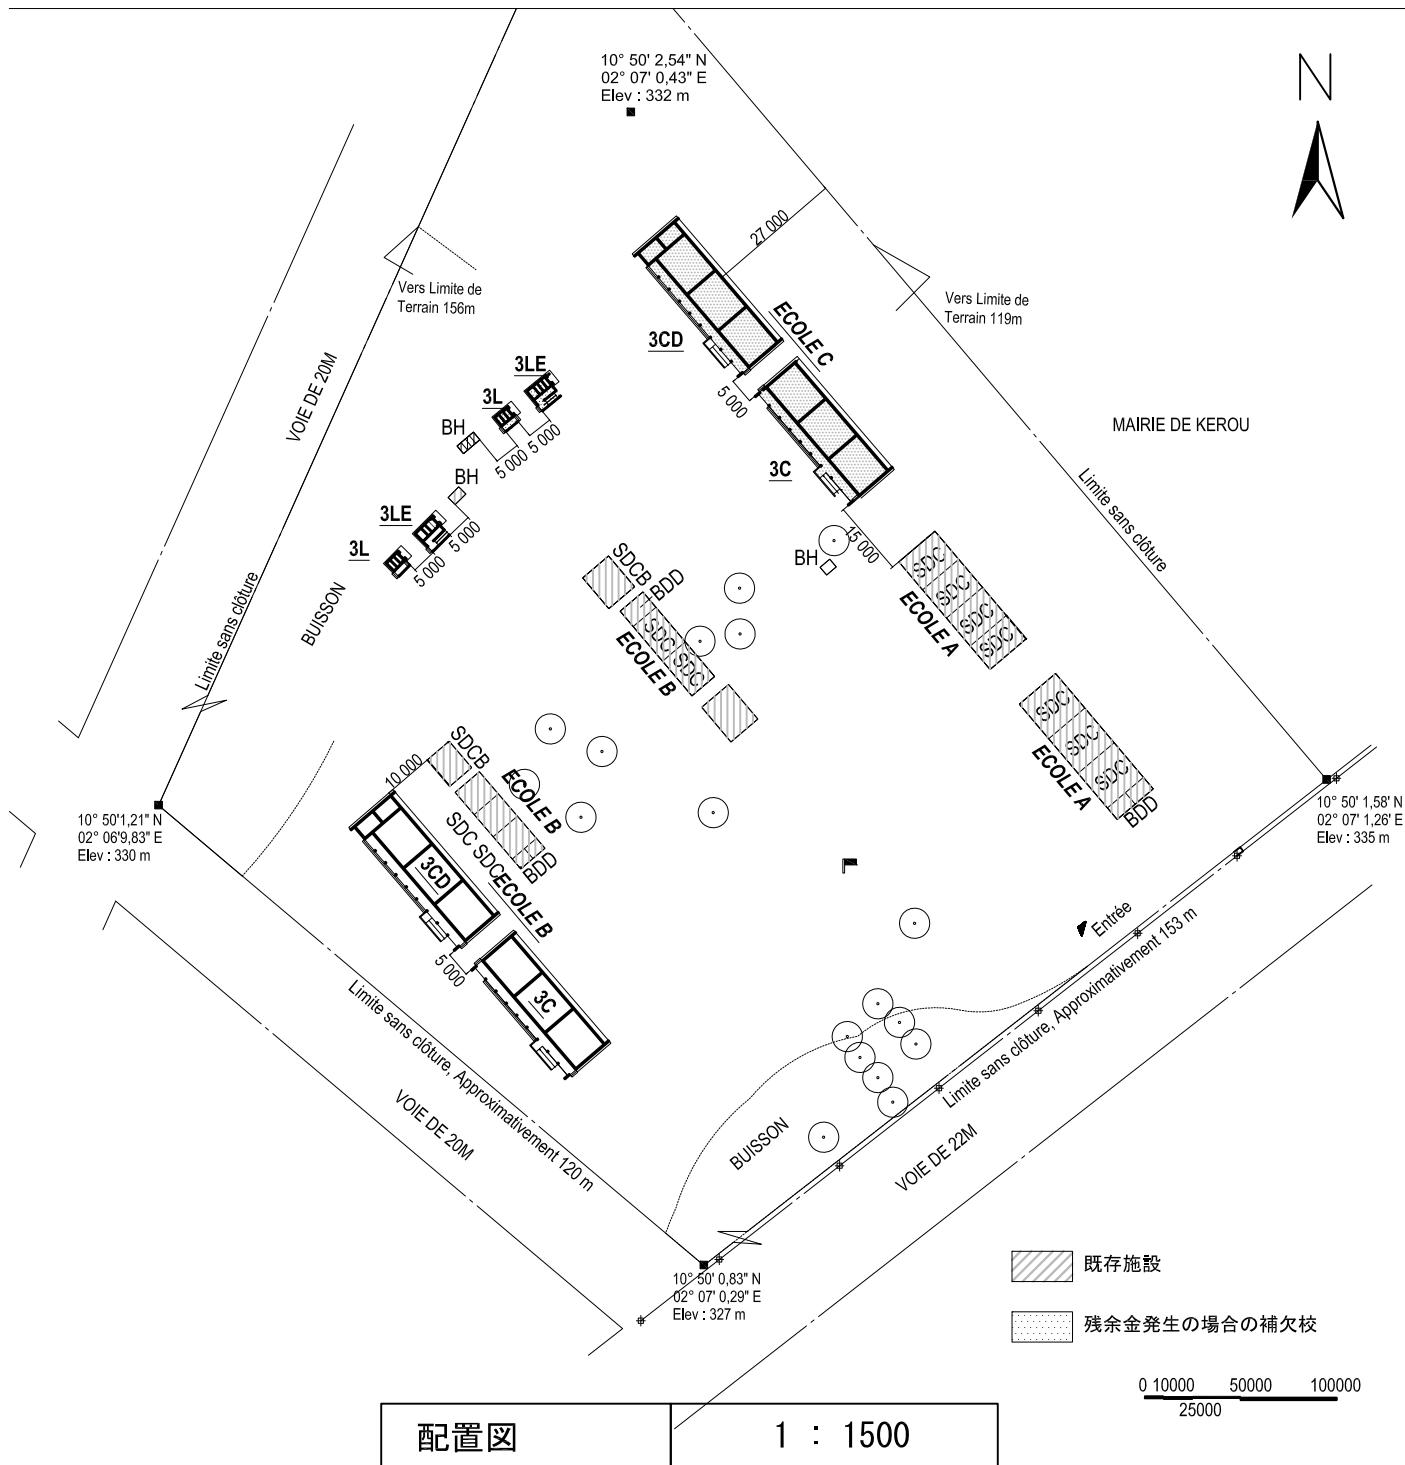 10° 50' 2,54" N
02° 07' 0,43" E
Elev : 332 m
N
27 000
Vers Limite de
Terrain 156m
Vers Limite de
Terrain 119m
ECOLE C
3CD
VOIE DE 20M
3LE
3L
BH
5 000
5 000
5 000
MAIRIE DE KEROU
3C
Limite sans clôture
BH
3LE
3L
5 000
5 000
15 000
BH
SDC
SDC
SDC
SDC
ECOLE A
SDCB
BDD
SDC
SDC
ECOLE B
BUISSON
Limite sans clôture
SDC
SDC
SDC
BDD
ECOLE A
SDCB
10 000
ECOLE B
SDC
SDC
BDD
10° 50'1,21" N
02° 06'9,83" E
Elev : 330 m
10° 50' 1,58' N
02° 07' 1,26' E
Elev : 335 m
3CD
ECOLE B
5 000
3C
Entrée
Limite sans clôture, Approximativement 153 m
Limite sans clôture, Approximativement 120 m
VOIE DE 20M
BUISSON
VOIE DE 22M
10° 50' 0,83" N
02° 07' 0,29" E
Elev : 327 m
既存施設
残余金発生の場合の補欠校
0 10000 50000 100000
25000
配置図 1 : 1500